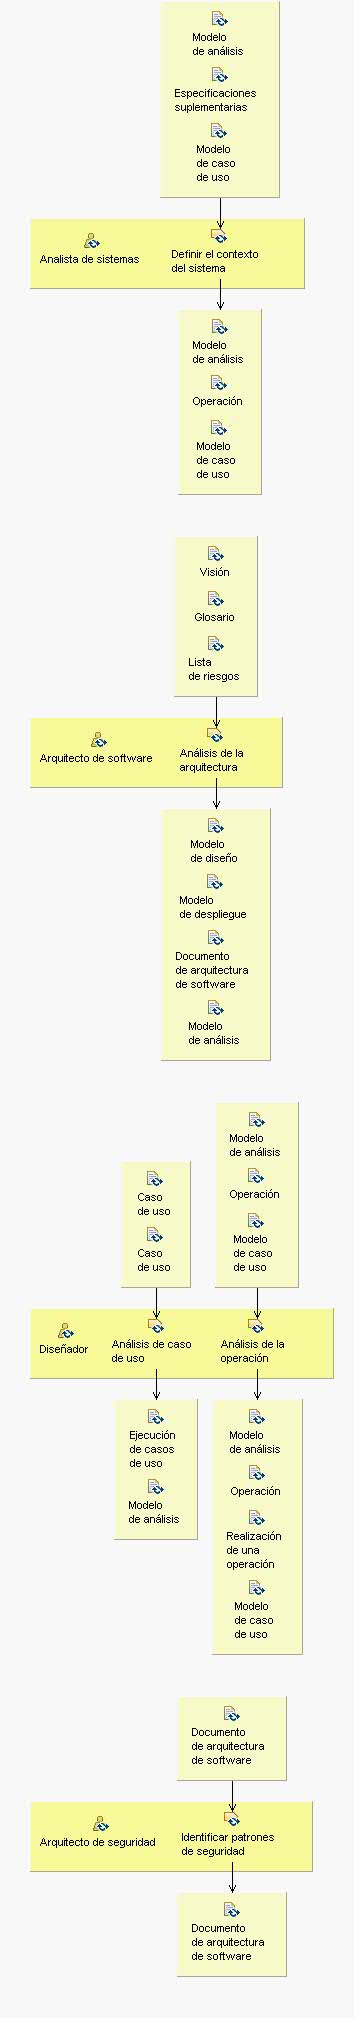 Modelo
de análisis
Especificaciones
suplementarias
Modelo
de caso
de uso
Analista de sistemas
Definir el contexto
del sistema
Modelo
de análisis
Operación
Modelo
de caso
de uso
Visión
Glosario
Lista
de riesgos
Arquitecto de software
Análisis de la
arquitectura
Modelo
de diseño
Modelo
de despliegue
Documento
de arquitectura
de software
Modelo
de análisis
Caso
de uso
Caso
de uso
Modelo
de análisis
Operación
Modelo
de caso
de uso
Diseñador
Análisis de caso
de uso
Análisis de la
operación
Ejecución
de casos
de uso
Modelo
de análisis
Modelo
de análisis
Operación
Realización
de una
operación
Modelo
de caso
de uso
Documento
de arquitectura
de software
Arquitecto de seguridad
Identificar patrones
de seguridad
Documento
de arquitectura
de software